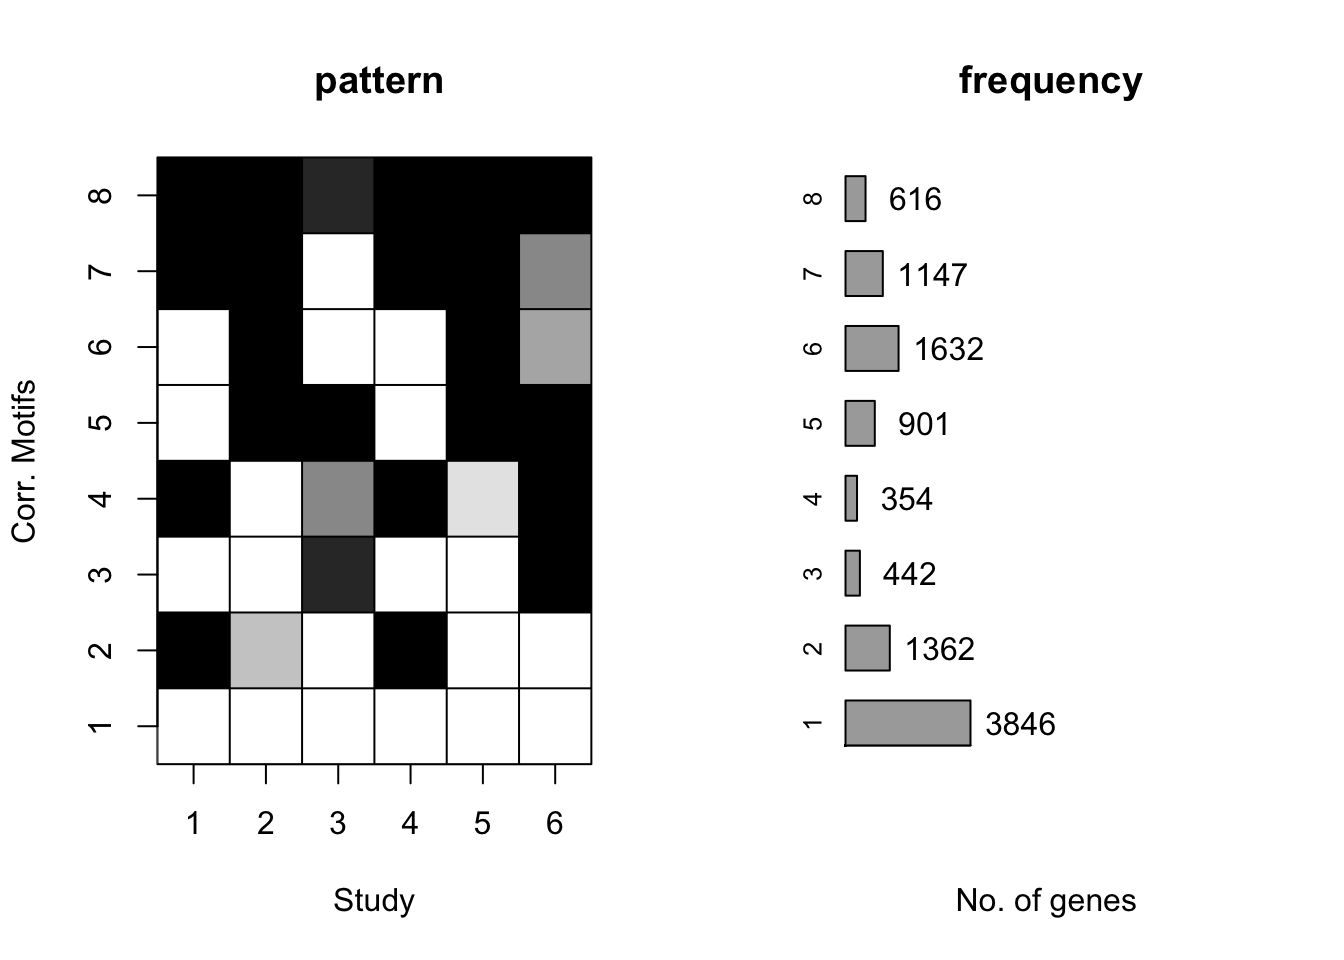 pattern
Corr. Motifs
8
7
6
5
4
3
2
1
1 2 3 4 5 6
Study
frequency
8 616
7 1147
6 1632
5 901
4 354
3 442
2 1362
1 3846
No. of genes